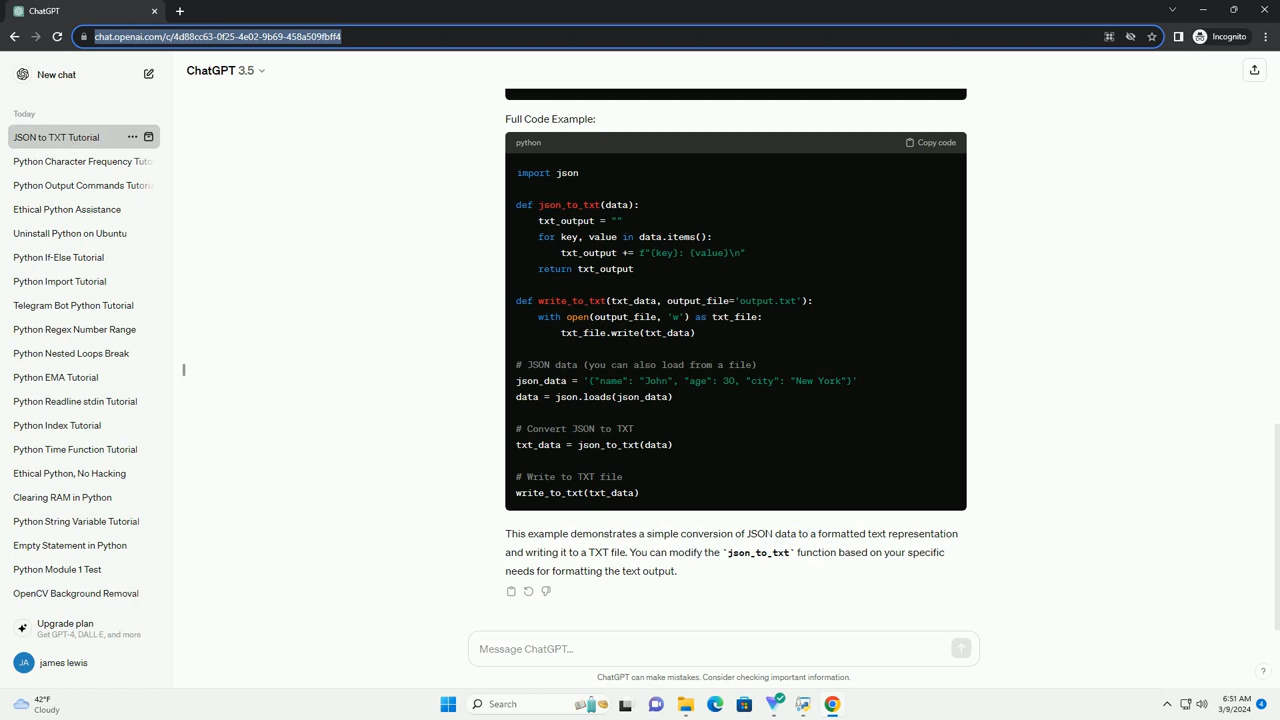 ChatGPT
chat.openai.com/c/4d88cc63-0f25-4e02-9b69-458a509fbff4
Incognito
New chat
Today
JSON to TXT Tutorial
Python Character Frequency Tuto
Python Output Commands Tutoria
Ethical Python Assistance
Uninstall Python on Ubuntu
Python If-Else Tutorial
Python Import Tutorial
Telegram Bot Python Tutorial
Python Regex Number Range
Python Nested Loops Break
Python EMA Tutorial
Python Readline stdin Tutorial
Python Index Tutorial
Python Time Function Tutorial
Ethical Python, No Hacking
Clearing RAM in Python
Python String Variable Tutorial
Empty Statement in Python
Python Module 1 Test
OpenCV Background Removal
Upgrade plan
Get GPT-4, DALL·E, and more
JA james lewis
ChatGPT 3.5
Full Code Example:
python
Copy code
import json
def json_to_txt(data):
    txt_output = ""
    for key, value in data.items():
        txt_output += f"{key}: {value}\n"
    return txt_output
def write_to_txt(txt_data, output_file='output.txt'):
    with open(output_file, 'w') as txt_file:
        txt_file.write(txt_data)
# JSON data (you can also load from a file)
json_data = '{"name": "John", "age": 30, "city": "New York"}'
data = json.loads(json_data)
# Convert JSON to TXT
txt_data = json_to_txt(data)
# Write to TXT file
write_to_txt(txt_data)
This example demonstrates a simple conversion of JSON data to a formatted text representation
and writing it to a TXT file. You can modify the `json_to_txt` function based on your specific
needs for formatting the text output.
Message ChatGPT...
ChatGPT can make mistakes. Consider checking important information.
?
42°F
Cloudy
Search
6:51 AM
3/9/2024
4